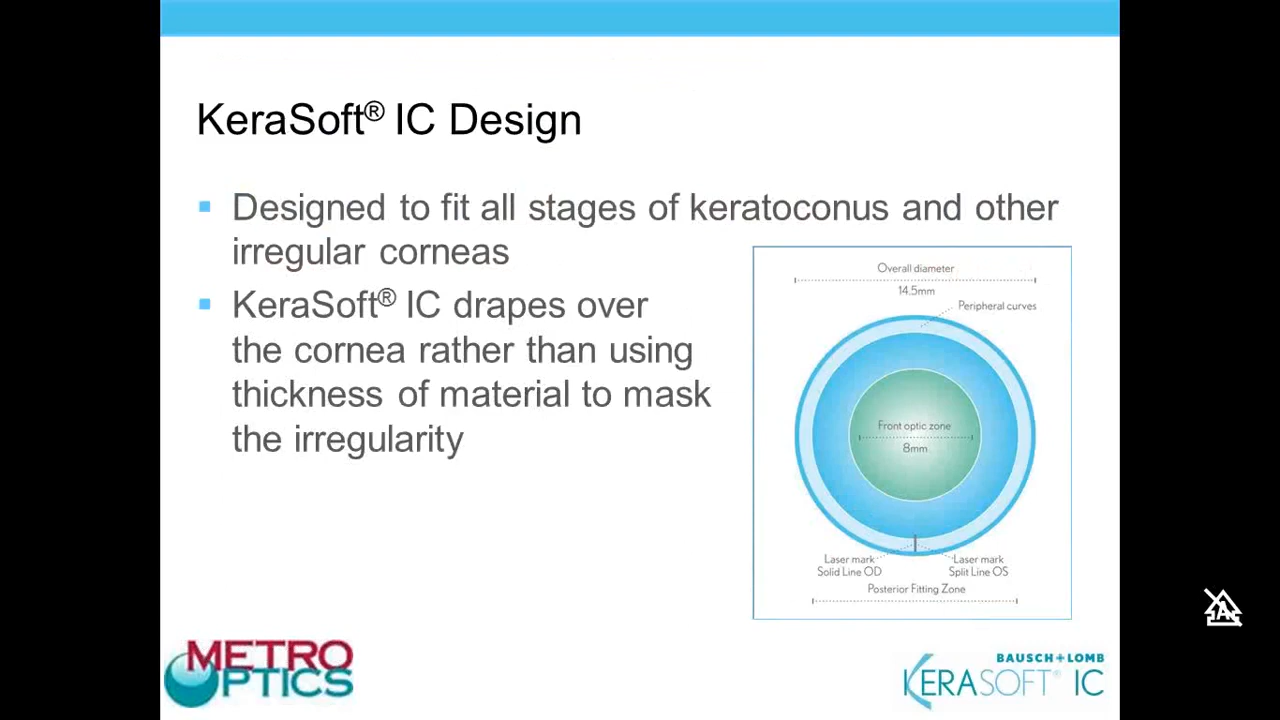 KeraSoft® IC Design
Designed to fit all stages of keratoconus and other
irregular corneas
KeraSoft® IC drapes over
the cornea rather than using
thickness of material to mask
the irregularity
Overall diameter
14.5mm
Peripheral curves
Front optic zone
8mm
Laser mark
Solid Line OD
Laser mark
Split Line OS
Posterior Fitting Zone
METRO
OPTICS
BAUSCH+LOMB
KERASOFT® IC
A